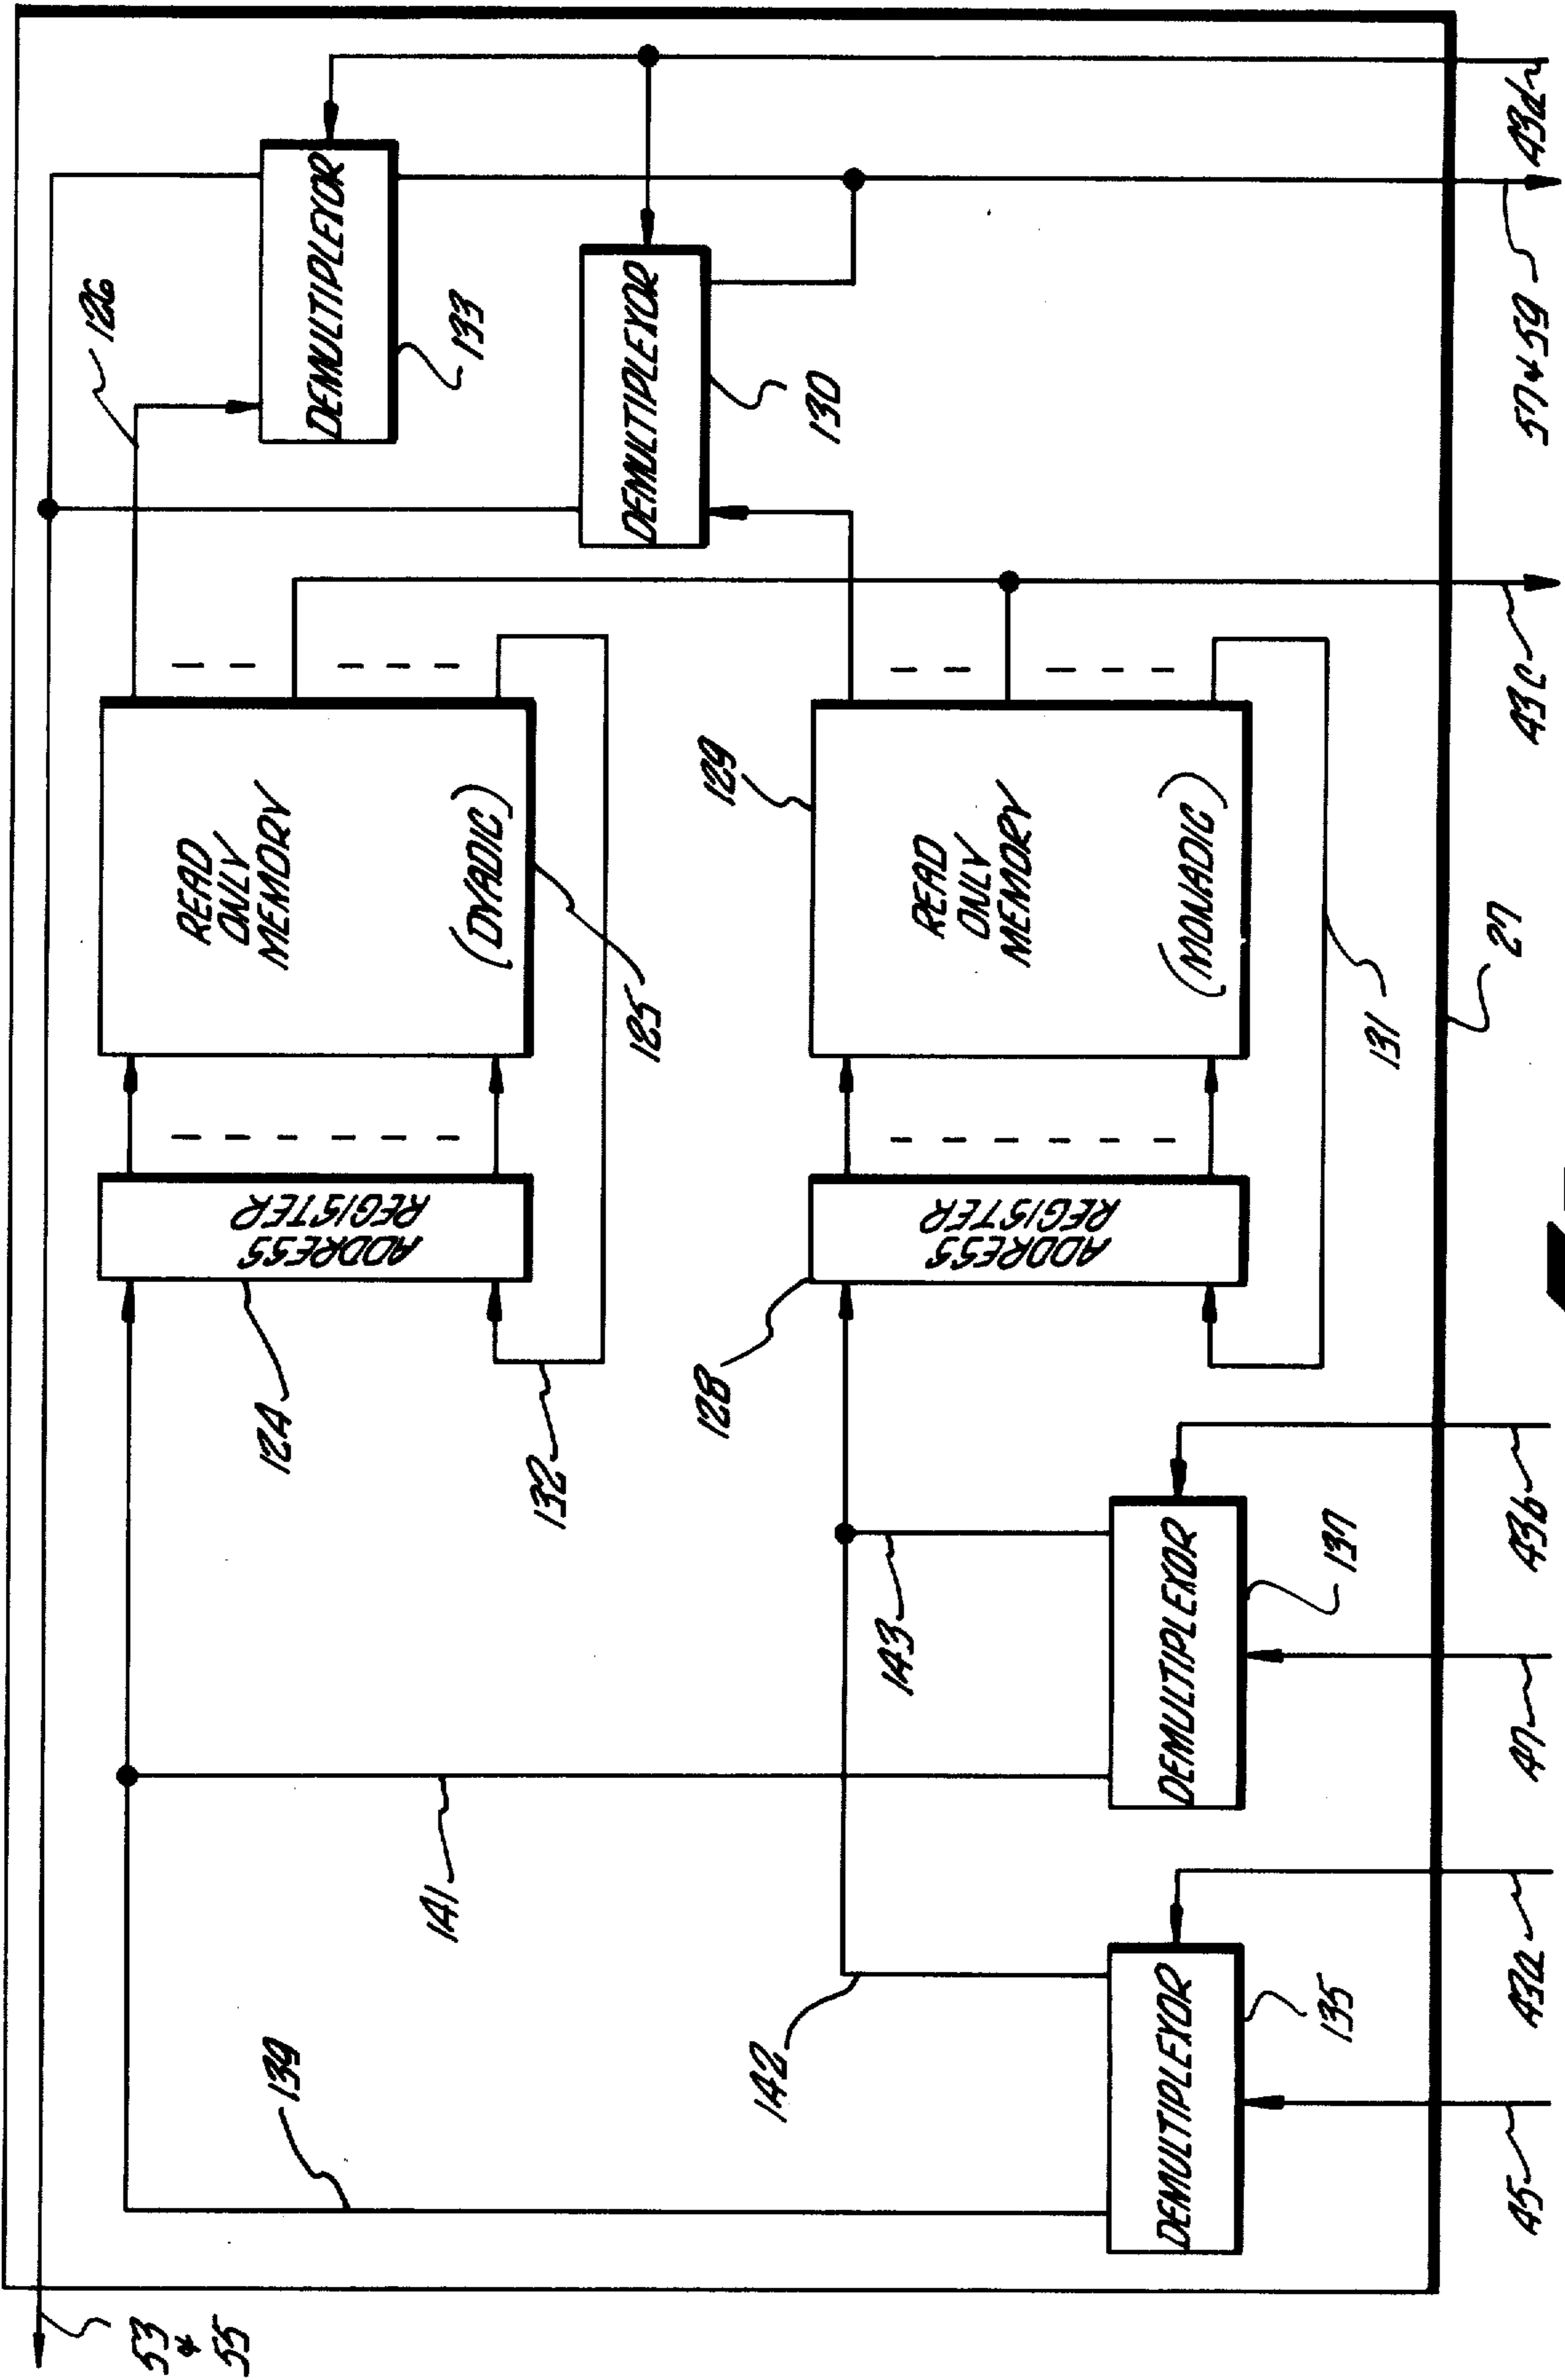 53
&
55
126
DEMULTIPLEXOR
133
DEMULTIPLEXOR
130
READ
ONLY
MEMORY
(DYADIC)
125
ADDRESS
REGISTER
124
132
READ
ONLY
MEMORY
(MONADIC)
129
131
ADDRESS
REGISTER
128
139
141
142
143
DEMULTIPLEXOR
135
DEMULTIPLEXOR
137
27
45
43a
47
43b
43c
57 & 59
43d